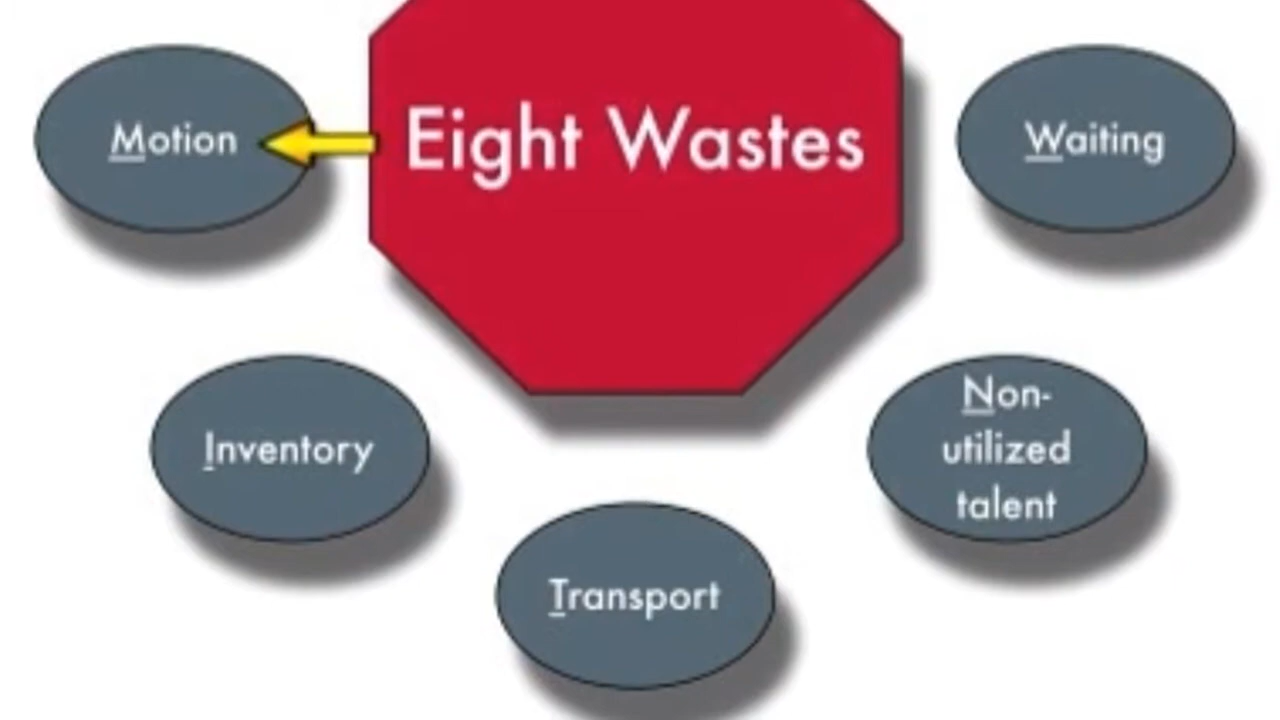 Motion
Eight Wastes
Waiting
Inventory
Non-
utilized
talent
Transport